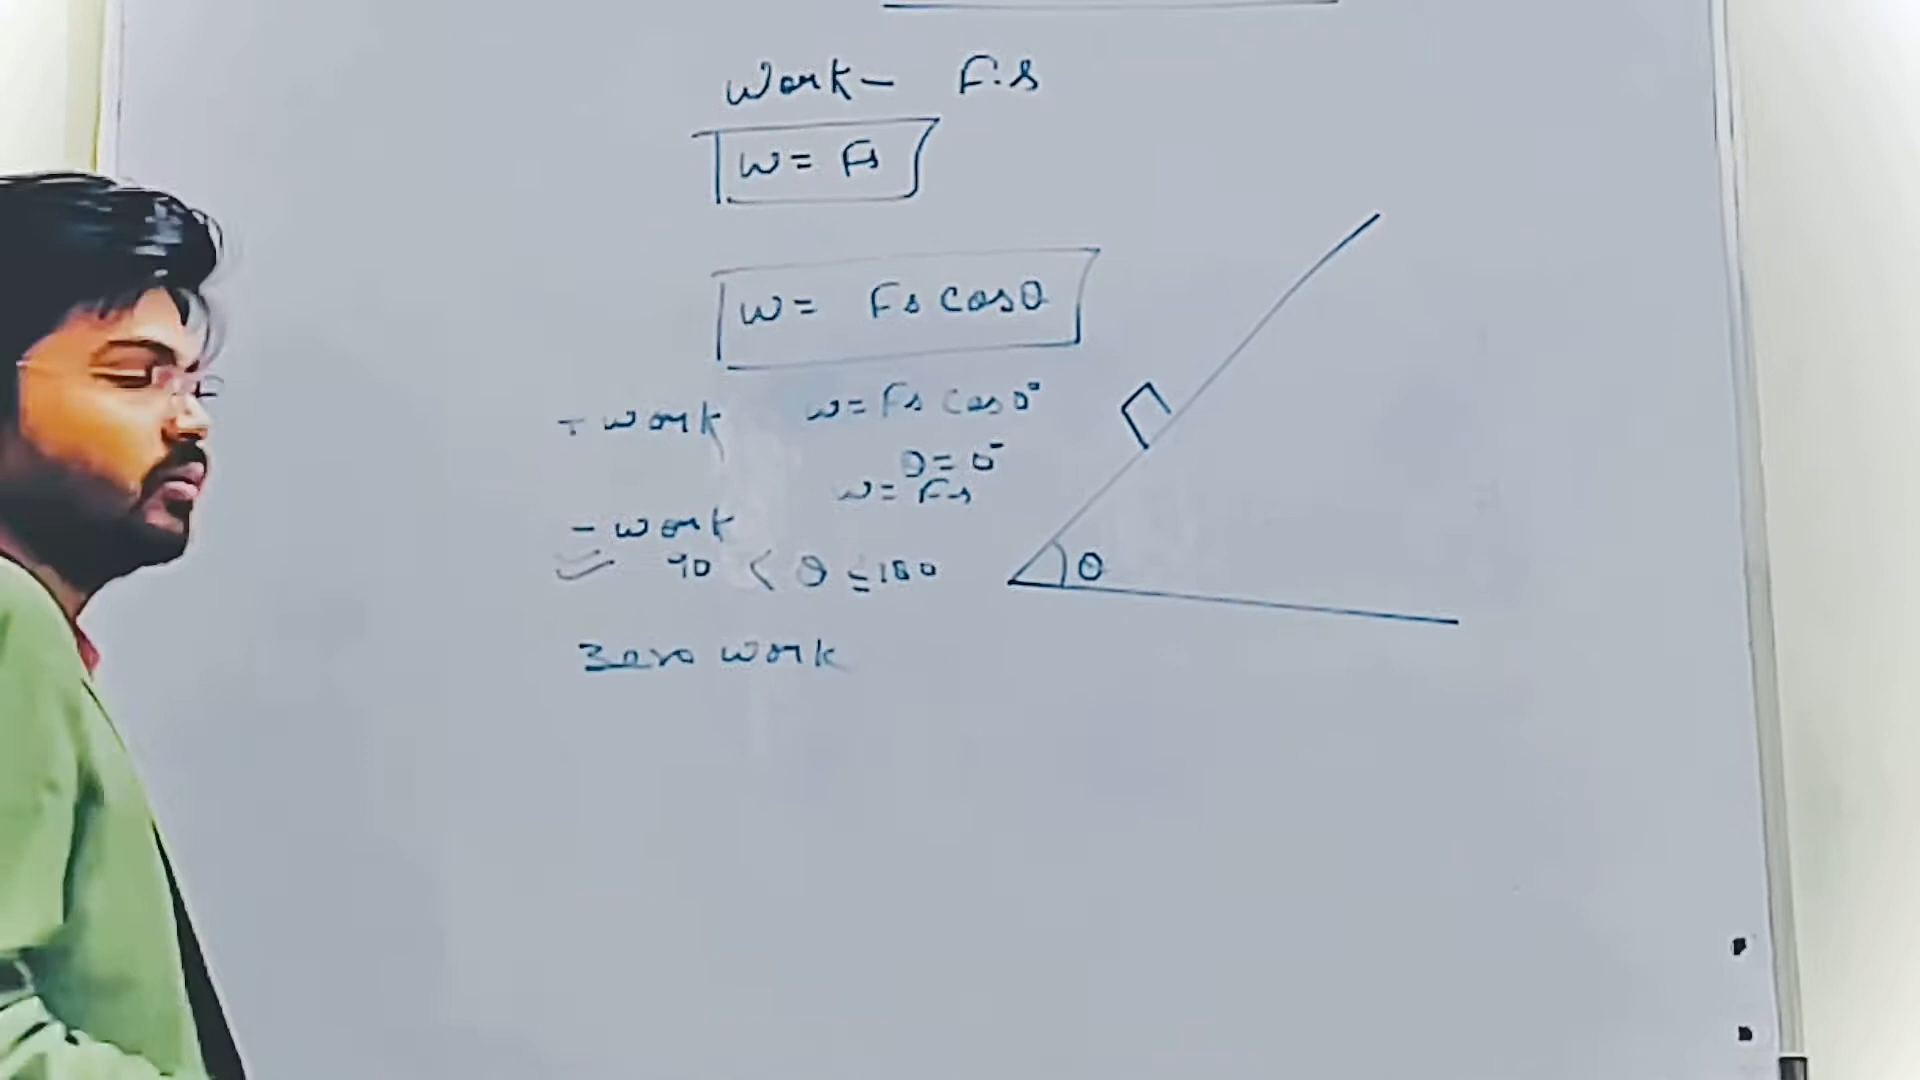 Work - F.s
W = Fs
W = Fs cosθ
+ work W = Fs cos0°
θ = 0°
W = Fs
- work
90 < θ ≤ 180
θ
Zero work